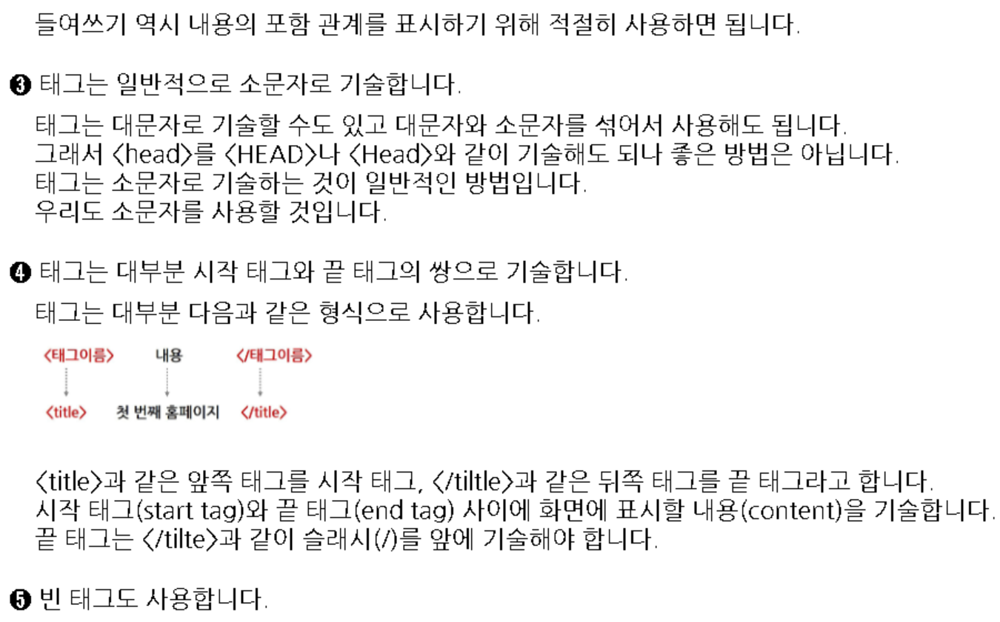 들여쓰기 역시 내용의 포함 관계를 표시하기 위해 적절히 사용하면 됩니다.
❸ 태그는 일반적으로 소문자로 기술합니다.
태그는 대문자로 기술할 수도 있고 대문자와 소문자를 섞어서 사용해도 됩니다.
그래서 <head>를 <HEAD>나 <Head>와 같이 기술해도 되나 좋은 방법은 아닙니다.
태그는 소문자로 기술하는 것이 일반적인 방법입니다.
우리도 소문자를 사용할 것입니다.
❹ 태그는 대부분 시작 태그와 끝 태그의 쌍으로 기술합니다.
태그는 대부분 다음과 같은 형식으로 사용합니다.
<태그이름> 내용 </태그이름>
<title> 첫 번째 홈페이지 </title>
<title>과 같은 앞쪽 태그를 시작 태그, </tiltle>과 같은 뒤쪽 태그를 끝 태그라고 합니다.
시작 태그(start tag)와 끝 태그(end tag) 사이에 화면에 표시할 내용(content)을 기술합니다.
끝 태그는 </tilte>과 같이 슬래시(/)를 앞에 기술해야 합니다.
❺ 빈 태그도 사용합니다.